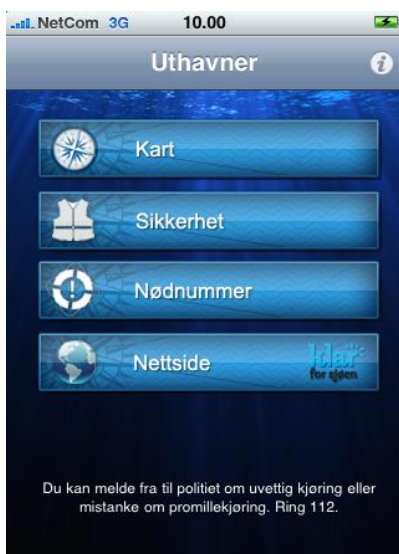 NetCom 3G 10.00
Uthavner
Kart
Sikkerhet
Nødnummer
Nettside klar
for sjøen
Du kan melde fra til politiet om uvettig kjøring eller
mistanke om promillekjøring. Ring 112.